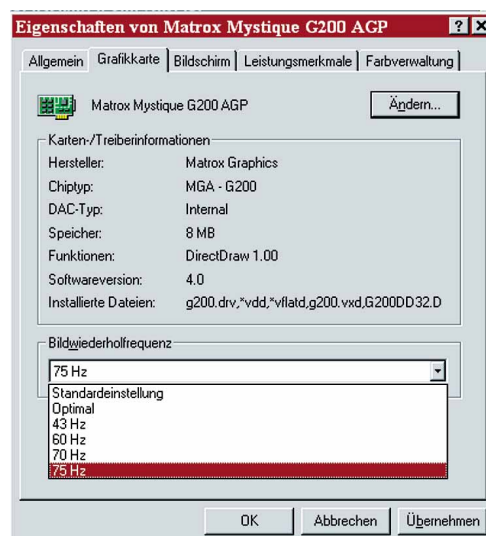 Eigenschaften von Matrox Mystique G200 AGP
Allgemein Grafikkarte Bildschirm Leistungsmerkmale Farbverwaltung
Matrox Mystique G200 AGP Ändern...
Karten-/Treiberinformationen
Hersteller: Matrox Graphics
Chiptyp: MGA - G200
DAC-Typ: Internal
Speicher: 8 MB
Funktionen: DirectDraw 1.00
Softwareversion: 4.0
Installierte Dateien: g200.drv,*vdd,*vflatd,g200.vxd,G200DD32.D
Bildwiederholfrequenz
75 Hz
Standardeinstellung
Optimal
43 Hz
60 Hz
70 Hz
75 Hz
OK Abbrechen Übernehmen